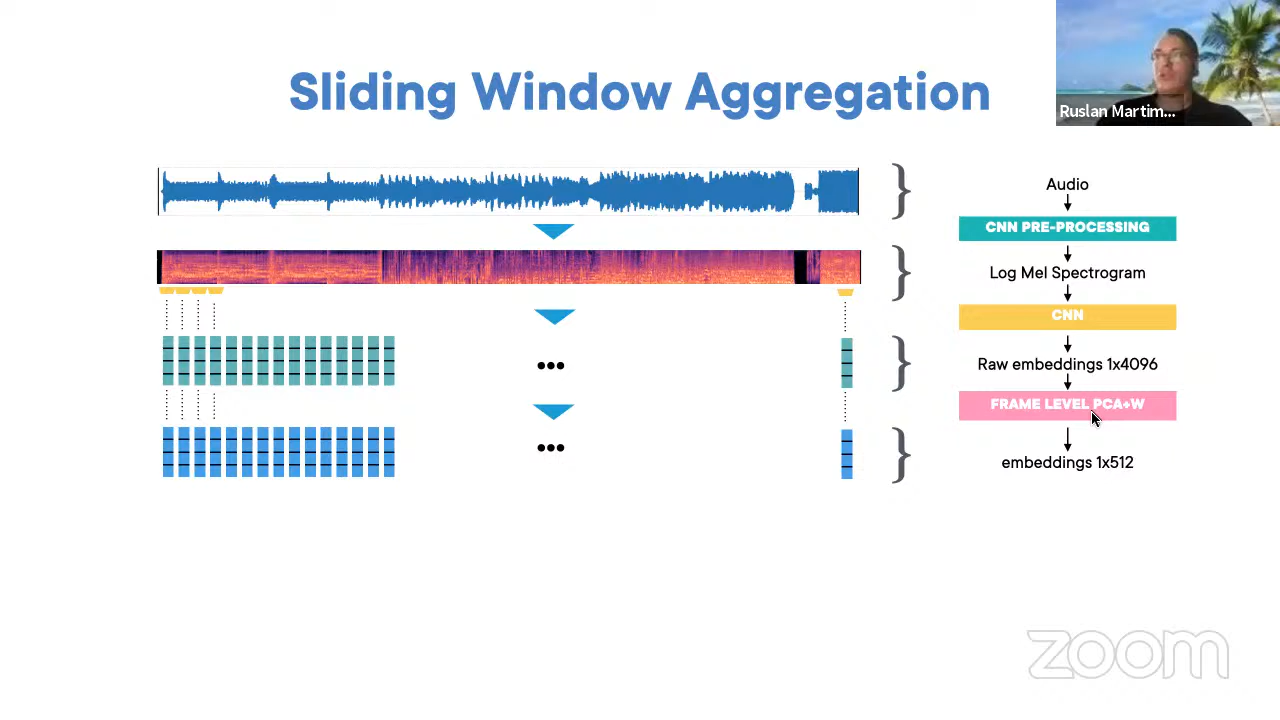 Sliding Window Aggregation
Ruslan Martim...
Audio
CNN PRE-PROCESSING
Log Mel Spectrogram
CNN
Raw embeddings 1x4096
FRAME LEVEL PCA+W
embeddings 1x512
zoom